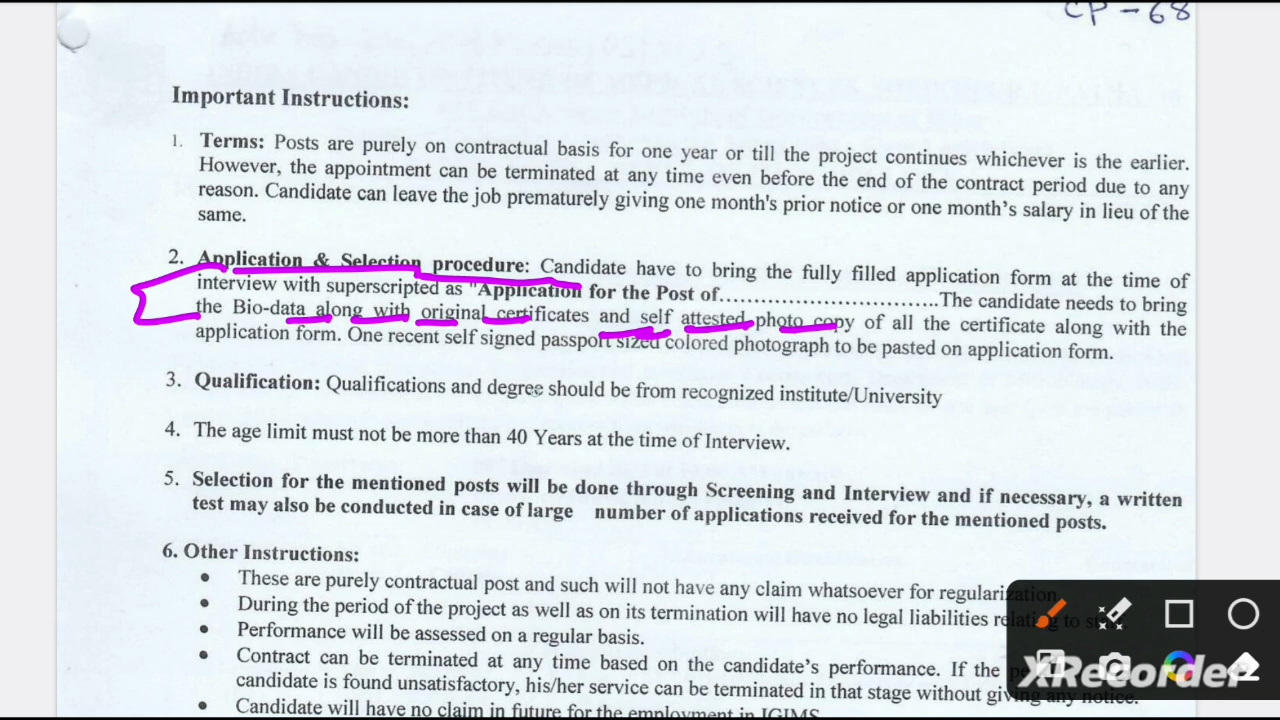 CP-68
Important Instructions:
1. Terms: Posts are purely on contractual basis for one year or till the project continues whichever is the earlier.
However, the appointment can be terminated at any time even before the end of the contract period due to any
reason. Candidate can leave the job prematurely giving one month's prior notice or one month's salary in lieu of the
same.
2. Application & Selection procedure: Candidate have to bring the fully filled application form at the time of
interview with superscripted as "Application for the Post of..............................The candidate needs to bring
the Bio-data along with original certificates and self attested photo copy of all the certificate along with the
application form. One recent self signed passport sized colored photograph to be pasted on application form.
3. Qualification: Qualifications and degree should be from recognized institute/University
4. The age limit must not be more than 40 Years at the time of Interview.
5. Selection for the mentioned posts will be done through Screening and Interview and if necessary, a written
test may also be conducted in case of large number of applications received for the mentioned posts.
6. Other Instructions:
• These are purely contractual post and such will not have any claim whatsoever for regularization.
• During the period of the project as well as on its termination will have no legal liabilities relating to
• Performance will be assessed on a regular basis.
• Contract can be terminated at any time based on the candidate's performance. If the
candidate is found unsatisfactory, his/her service can be terminated in that stage without giving any notice.
• Candidate will have no claim in future for the employment in IGIMS
XRecorder